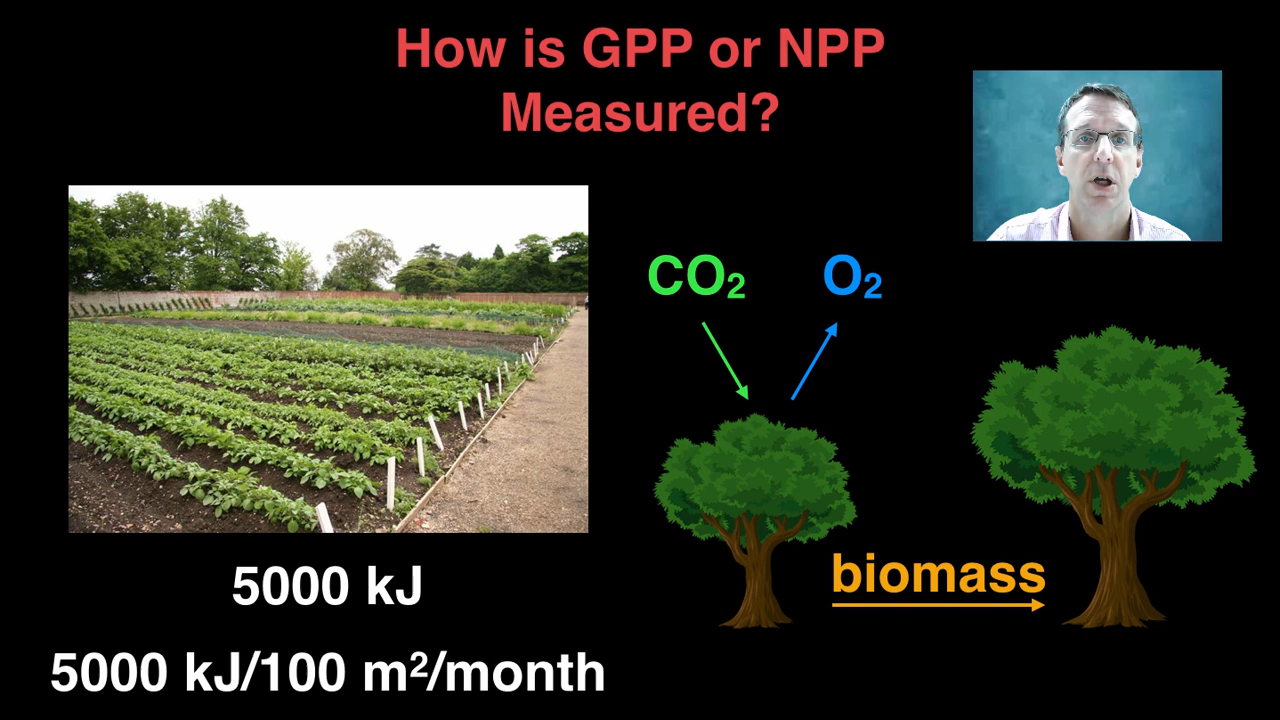 How is GPP or NPP
Measured?
CO₂
O₂
biomass
5000 kJ
5000 kJ/100 m²/month